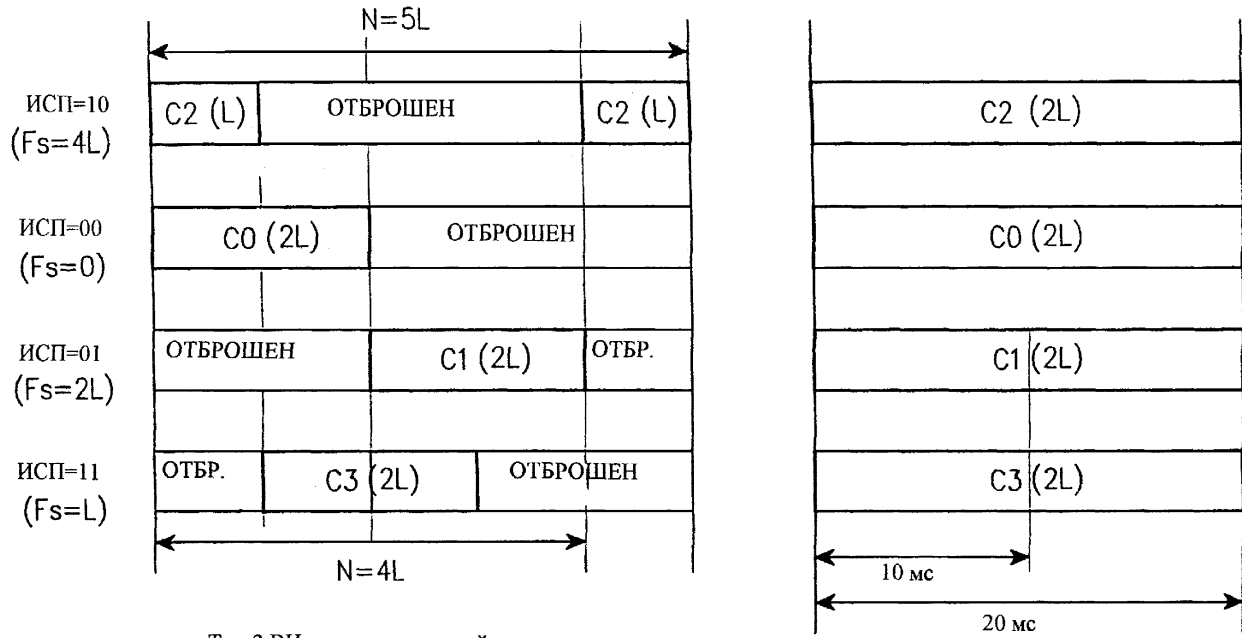 N=5L
ИСП=10
(Fs=4L)
C2 (L)
ОТБРОШЕН
C2 (L)
C2 (2L)
ИСП=00
(Fs=0)
C0 (2L)
ОТБРОШЕН
C0 (2L)
ИСП=01
(Fs=2L)
ОТБРОШЕН
C1 (2L)
ОТБР.
C1 (2L)
ИСП=11
(Fs=L)
ОТБР.
C3 (2L)
ОТБРОШЕН
C3 (2L)
N=4L
10 мс
20 мс